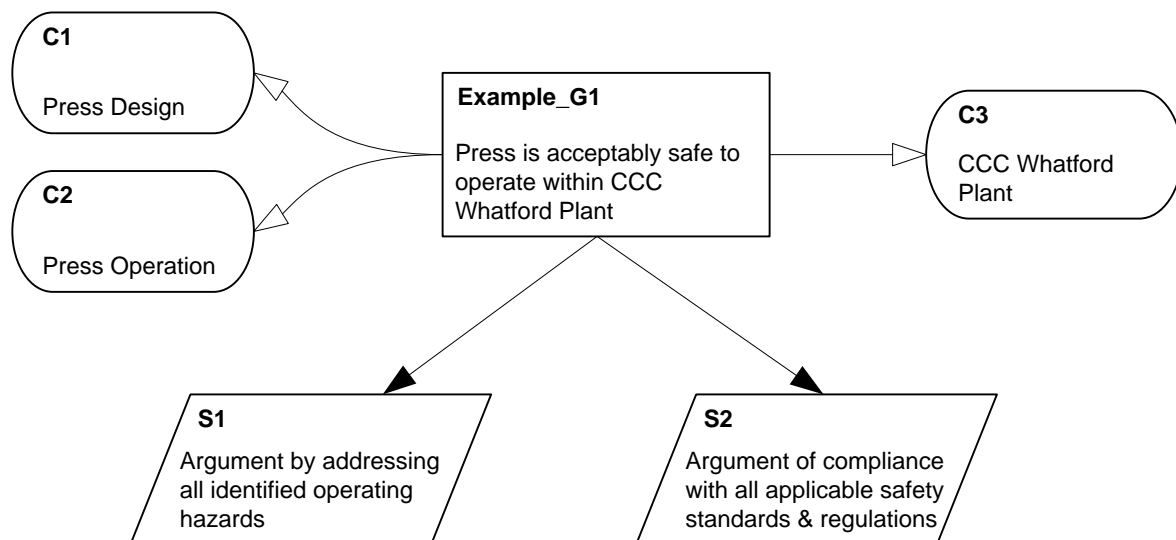 C1
Press Design
C2
Press Operation
Example_G1
Press is acceptably safe to
operate within CCC
Whatford Plant
C3
CCC Whatford
Plant
S1
Argument by addressing
all identified operating
hazards
S2
Argument of compliance
with all applicable safety
standards & regulations